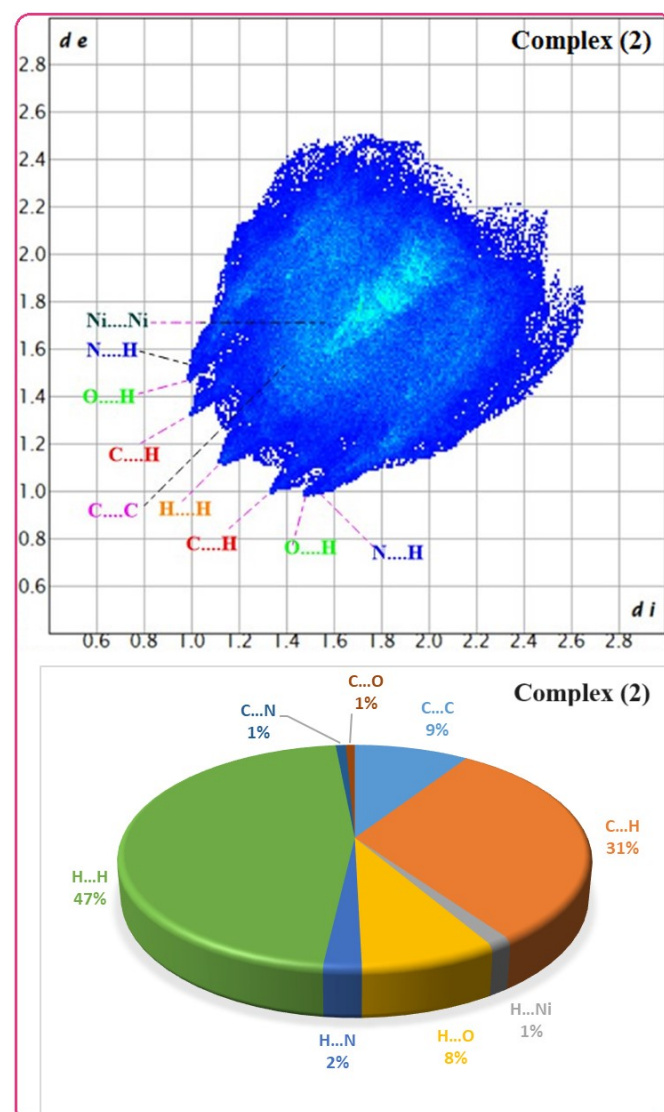 d e
Complex (2)
2.8
2.6
2.4
2.2
2.0
1.8
Ni....Ni
1.6
N....H
1.4
O....H
1.2
C....H
1.0
C....C
H....H
C....H
O....H
N....H
0.8
0.6
d i
0.6 0.8 1.0 1.2 1.4 1.6 1.8 2.0 2.2 2.4 2.6 2.8
Complex (2)
C...O
1%
C...N
1%
C...C
9%
C...H
31%
H...H
47%
H...Ni
1%
H...O
8%
H...N
2%